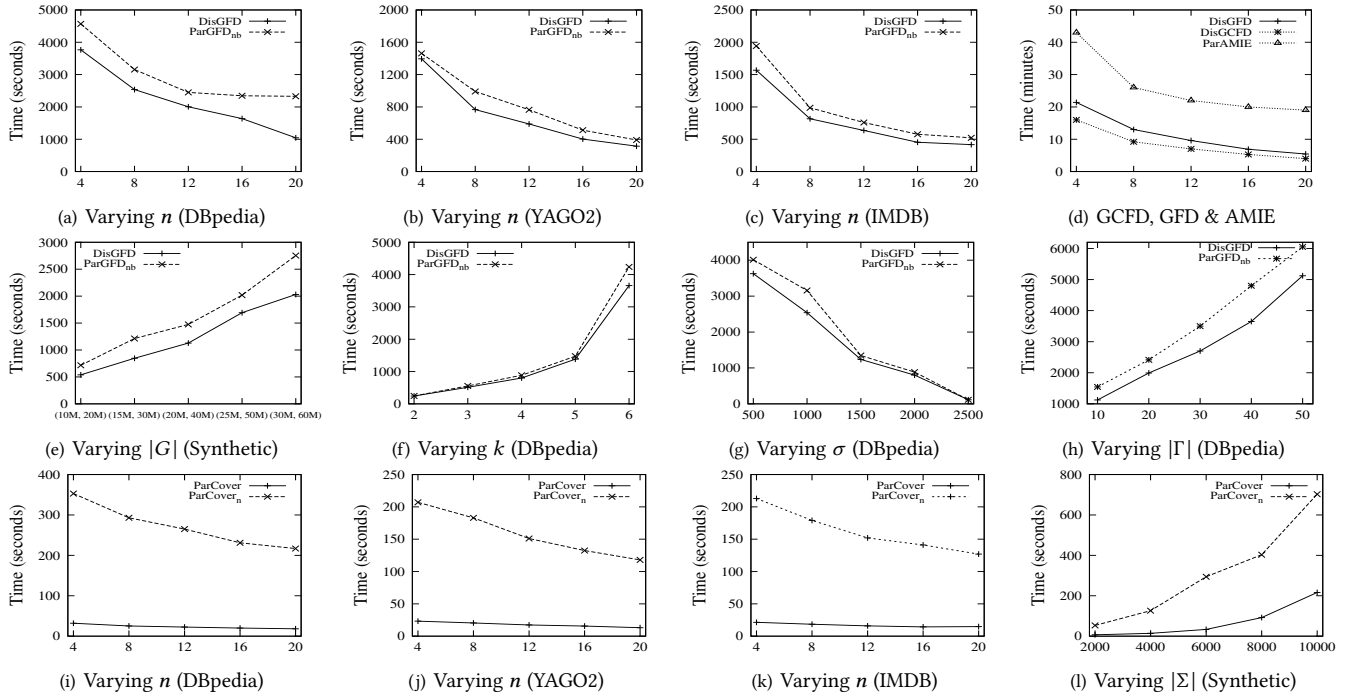 5000
4000
3000
2000
1000
0
4 8 12 16 20
Time (seconds)
DisGFD
ParGFDnb
(a) Varying n (DBpedia)
2000
1600
1200
800
400
0
4 8 12 16 20
Time (seconds)
DisGFD
ParGFDnb
(b) Varying n (YAGO2)
2500
2000
1500
1000
500
0
4 8 12 16 20
Time (seconds)
DisGFD
ParGFDnb
(c) Varying n (IMDB)
50
40
30
20
10
0
4 8 12 16 20
Time (minutes)
DisGFD
DisGCFD
ParAMIE
(d) GCFD, GFD & AMIE
3000
2500
2000
1500
1000
500
0
(10M, 20M) (15M, 30M) (20M, 40M) (25M, 50M) (30M, 60M)
Time (seconds)
DisGFD
ParGFDnb
(e) Varying |G| (Synthetic)
5000
4000
3000
2000
1000
0
2 3 4 5 6
Time (seconds)
DisGFD
ParGFDnb
(f) Varying k (DBpedia)
4000
3000
2000
1000
0
500 1000 1500 2000 2500
Time (seconds)
DisGFD
ParGFDnb
(g) Varying σ (DBpedia)
6000
5000
4000
3000
2000
1000
10 20 30 40 50
Time (seconds)
DisGFD
ParGFDnb
(h) Varying |Γ| (DBpedia)
400
300
200
100
0
4 8 12 16 20
Time (seconds)
ParCover
ParCovern
(i) Varying n (DBpedia)
250
200
150
100
50
0
4 8 12 16 20
Time (seconds)
ParCover
ParCovern
(j) Varying n (YAGO2)
250
200
150
100
50
0
4 8 12 16 20
Time (seconds)
ParCover
ParCovern
(k) Varying n (IMDB)
800
600
400
200
0
2000 4000 6000 8000 10000
Time (seconds)
ParCover
ParCovern
(l) Varying |Σ| (Synthetic)